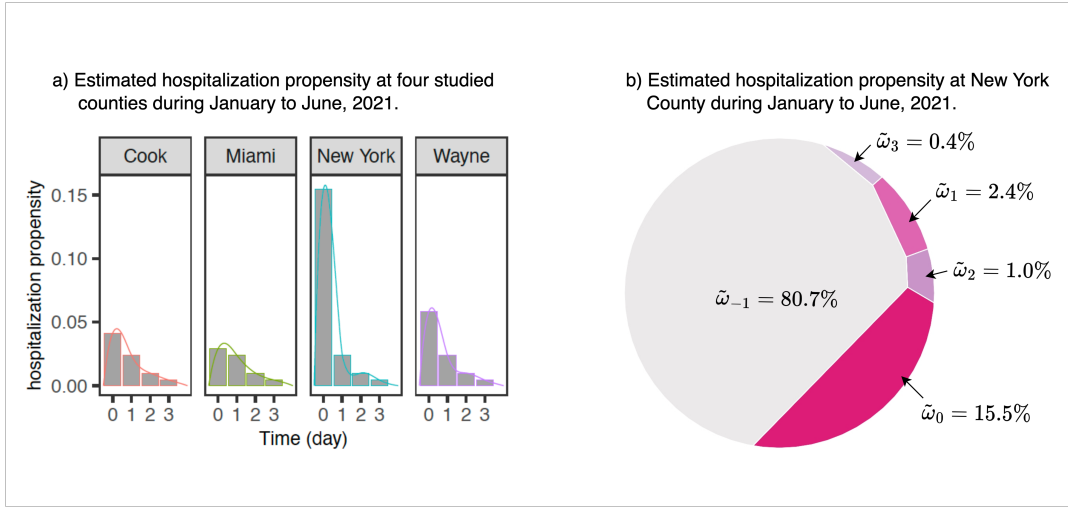 a) Estimated hospitalization propensity at four studied
counties during January to June, 2021.
Cook Miami New York Wayne
hospitalization propensity
0.15
0.10
0.05
0.00
0 1 2 3 0 1 2 3 0 1 2 3 0 1 2 3
Time (day)
b) Estimated hospitalization propensity at New York
County during January to June, 2021.
ω̃₃ = 0.4%
ω̃₁ = 2.4%
ω̃₂ = 1.0%
ω̃₋₁ = 80.7%
ω̃₀ = 15.5%